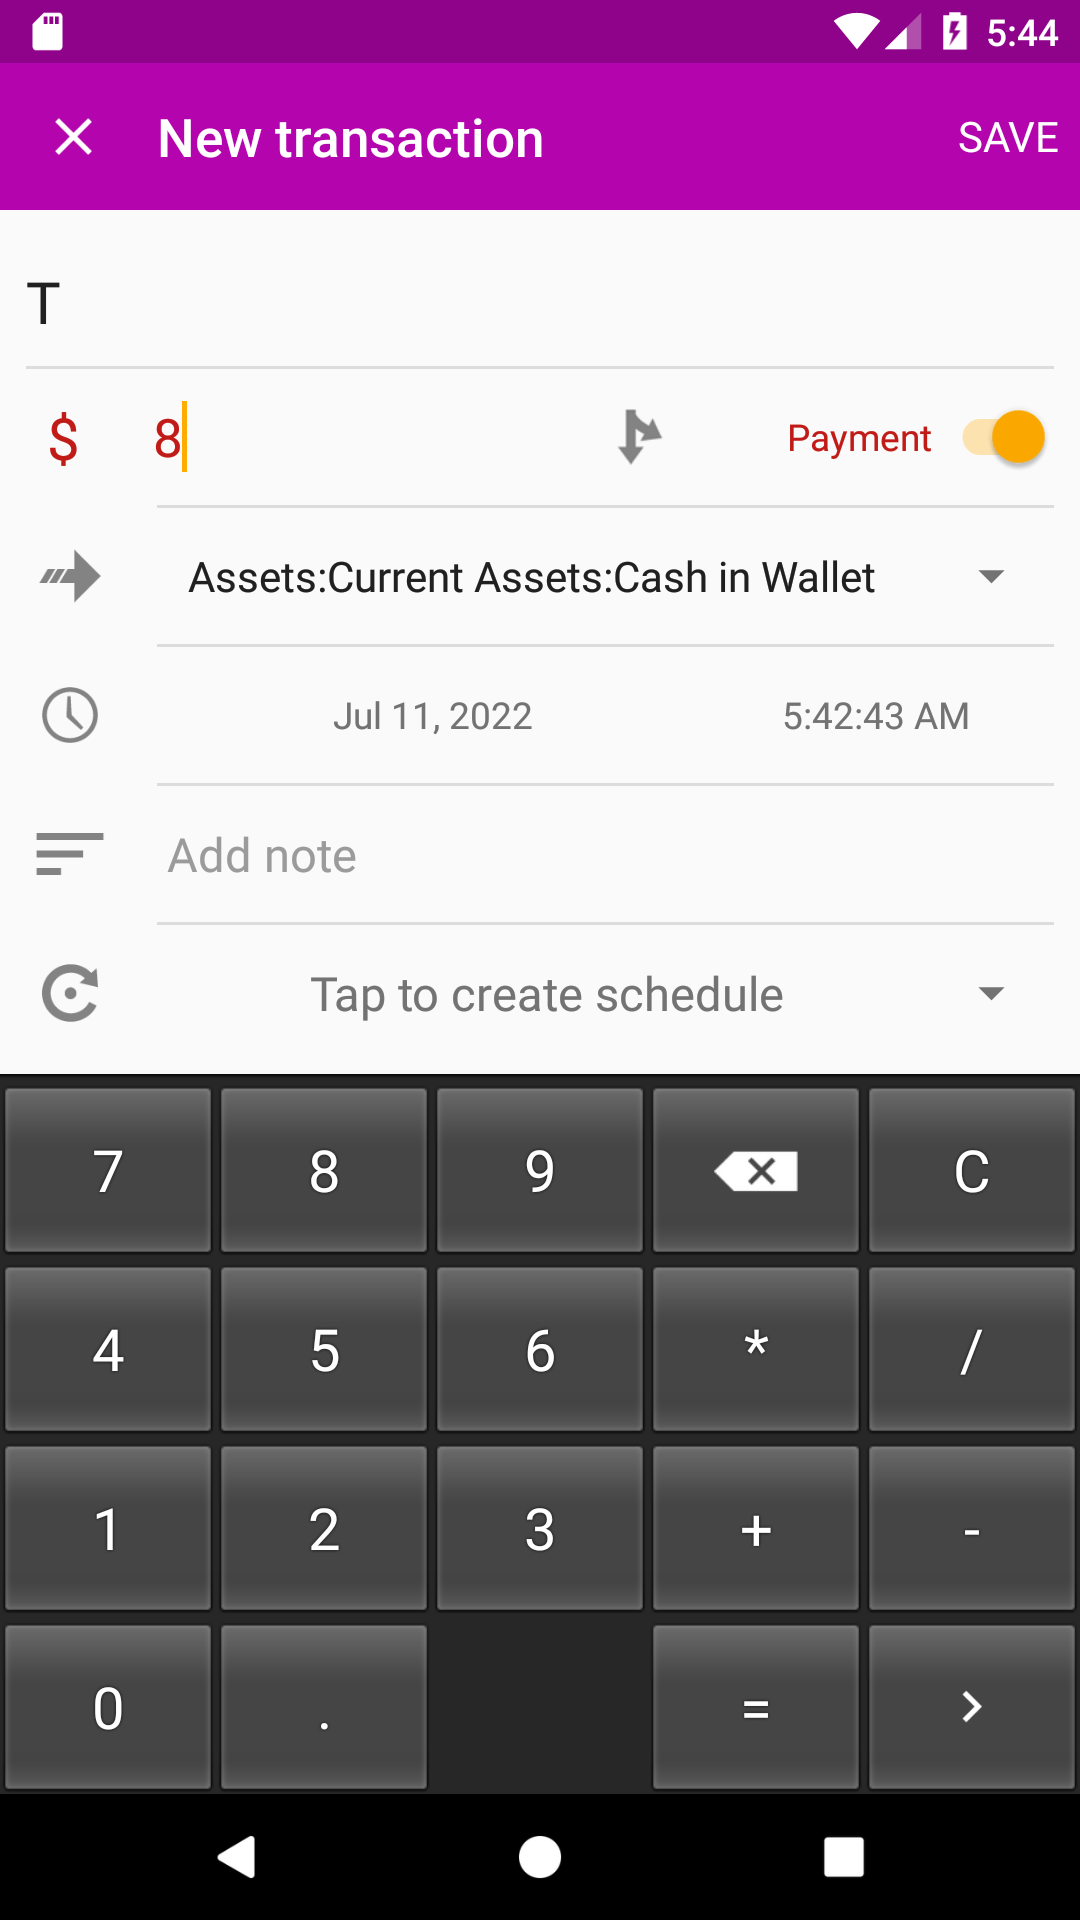 5:44
New transaction
SAVE
T
$ 8 Payment
Assets:Current Assets:Cash in Wallet
Jul 11, 2022 5:42:43 AM
Add note
Tap to create schedule
7 8 9 C
4 5 6 * /
1 2 3 + -
0 . = >